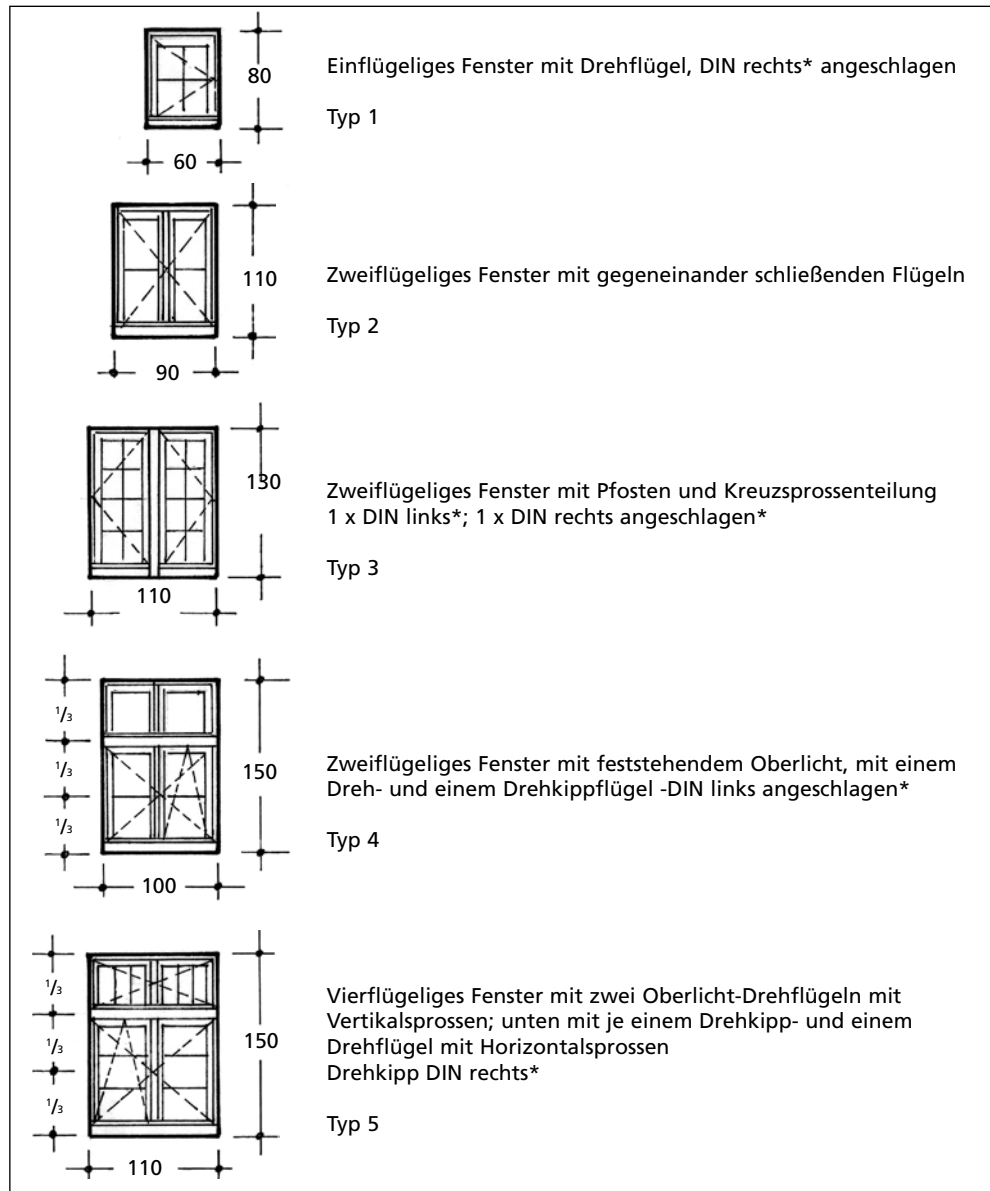 80
Einflügeliges Fenster mit Drehflügel, DIN rechts* angeschlagen
Typ 1
60
110
Zweiflügeliges Fenster mit gegeneinander schließenden Flügeln
Typ 2
90
130
Zweiflügeliges Fenster mit Pfosten und Kreuzsprossenteilung
1 x DIN links*; 1 x DIN rechts angeschlagen*
Typ 3
110
1/3
1/3
1/3
150
Zweiflügeliges Fenster mit feststehendem Oberlicht, mit einem
Dreh- und einem Drehkippflügel -DIN links angeschlagen*
Typ 4
100
1/3
1/3
1/3
150
Vierflügeliges Fenster mit zwei Oberlicht-Drehflügeln mit
Vertikalsprossen; unten mit je einem Drehkipp- und einem
Drehflügel mit Horizontalsprossen
Drehkipp DIN rechts*
Typ 5
110